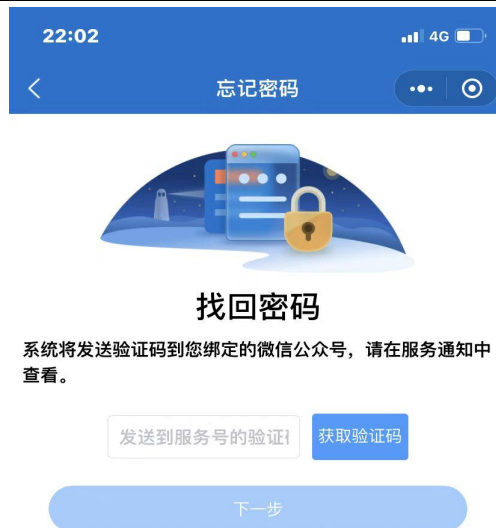 22:02
4G
忘记密码
找回密码
系统将发送验证码到您绑定的微信公众号，请在服务通知中
查看。
发送到服务号的验证
获取验证码
下一步